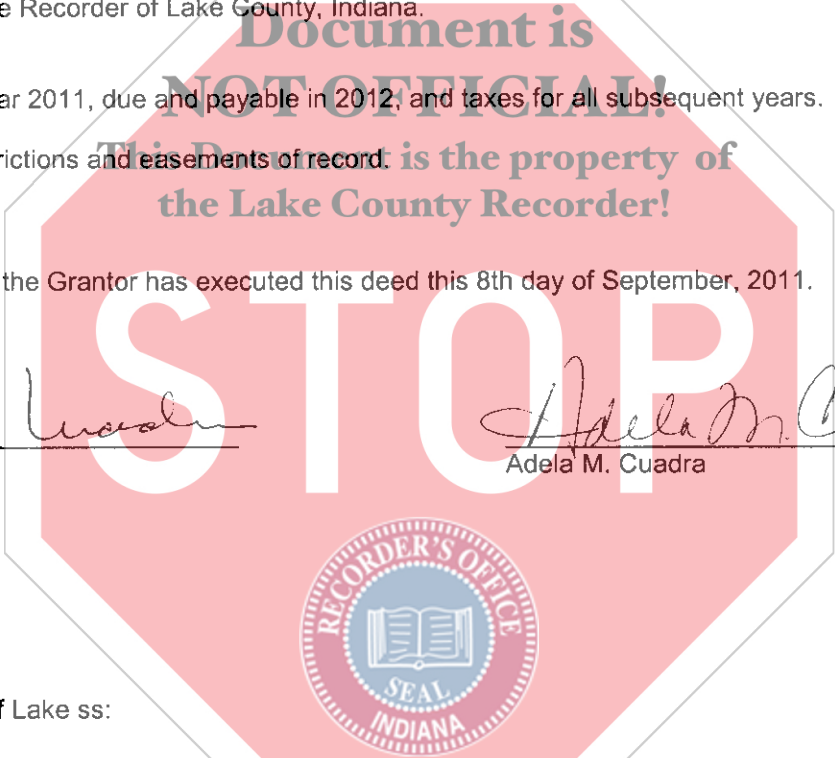 e Recorder of Lake County, Indiana.
Document is
NOT OFFICIAL!
ar 2011, due and payable in 2012, and taxes for all subsequent years.
rictions and easements of record.
This Document is the property of
the Lake County Recorder!
the Grantor has executed this deed this 8th day of September, 2011.
STOP
Adela M. C
Adela M. Cuadra
RECORDER'S OFFICE
SEAL
INDIANA
f Lake ss: